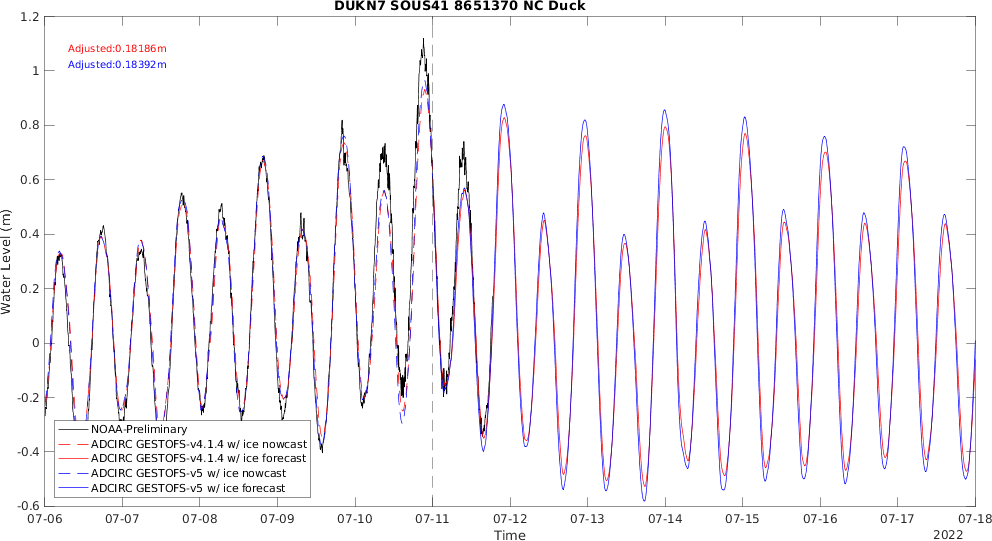 DUKN7 SOUS41 8651370 NC Duck
Adjusted:0.18186m
Adjusted:0.18392m
Water Level (m)
1.2
1
0.8
0.6
0.4
0.2
0
-0.2
-0.4
-0.6
NOAA-Preliminary
ADCIRC GESTOFS-v4.1.4 w/ ice nowcast
ADCIRC GESTOFS-v4.1.4 w/ ice forecast
ADCIRC GESTOFS-v5 w/ ice nowcast
ADCIRC GESTOFS-v5 w/ ice forecast
07-06 07-07 07-08 07-09 07-10 07-11 07-12 07-13 07-14 07-15 07-16 07-17 07-18
Time
2022